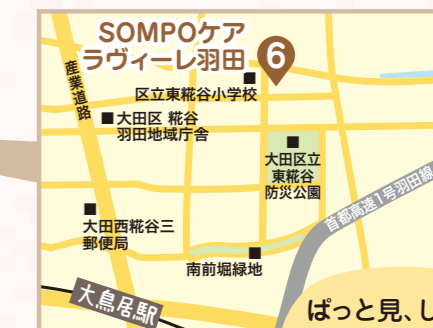 SOMPOケア
ラヴィーレ羽田
6
産業道路
区立東糀谷小学校
大田区 糀谷
羽田地域庁舎
大田区立
東糀谷
防災公園
首都高速1号羽田線
大田西糀谷三
郵便局
南前堀緑地
大鳥居駅
ぱっと見、し